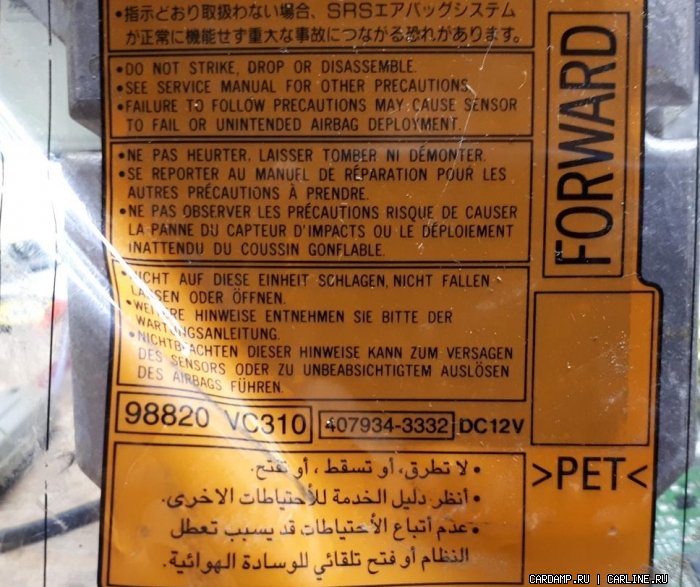 ・指示どおり取扱わない場合、SRSエアバッグシステム
が正常に機能せず重大な事故につながる恐れがあります。
•DO NOT STRIKE, DROP OR DISASSEMBLE.
•SEE SERVICE MANUAL FOR OTHER PRECAUTIONS.
•FAILURE TO FOLLOW PRECAUTIONS MAY CAUSE SENSOR
TO FAIL OR UNINTENDED AIRBAG DEPLOYMENT.
•NE PAS HEURTER, LAISSER TOMBER NI DÉMONTER.
•SE REPORTER AU MANUEL DE RÉPARATION POUR LES
AUTRES PRÉCAUTIONS À PRENDRE.
•NE PAS OBSERVER LES PRÉCAUTIONS RISQUE DE CAUSER
LA PANNE DU CAPTEUR D'IMPACTS OU LE DÉPLOIEMENT
INATTENDU DU COUSSIN GONFLABLE.
•NICHT AUF DIESE EINHEIT SCHLAGEN, NICHT FALLEN
LASSEN ODER ÖFFNEN.
•WEITERE HINWEISE ENTNEHMEN SIE BITTE DER
WARTUNGSANLEITUNG.
•NICHTBEACHTEN DIESER HINWEISE KANN ZUM VERSAGEN
DES SENSORS ODER ZU UNBEABSICHTIGTEM AUSLÖSEN
DES AIRBAGS FÜHREN.
98820 VC310 407934-3332 DC12V
• لا تطرق، أو تسقط، أو تفتح.
• أنظر دليل الخدمة للأحتياطات الاخرى.
• عدم أتباع الأحتياطات قد يسبب تعطل
النظام أو فتح تلقائي للوسادة الهوائية.
FORWARD
>PET<
CARDAMP.RU | CARLINE.RU